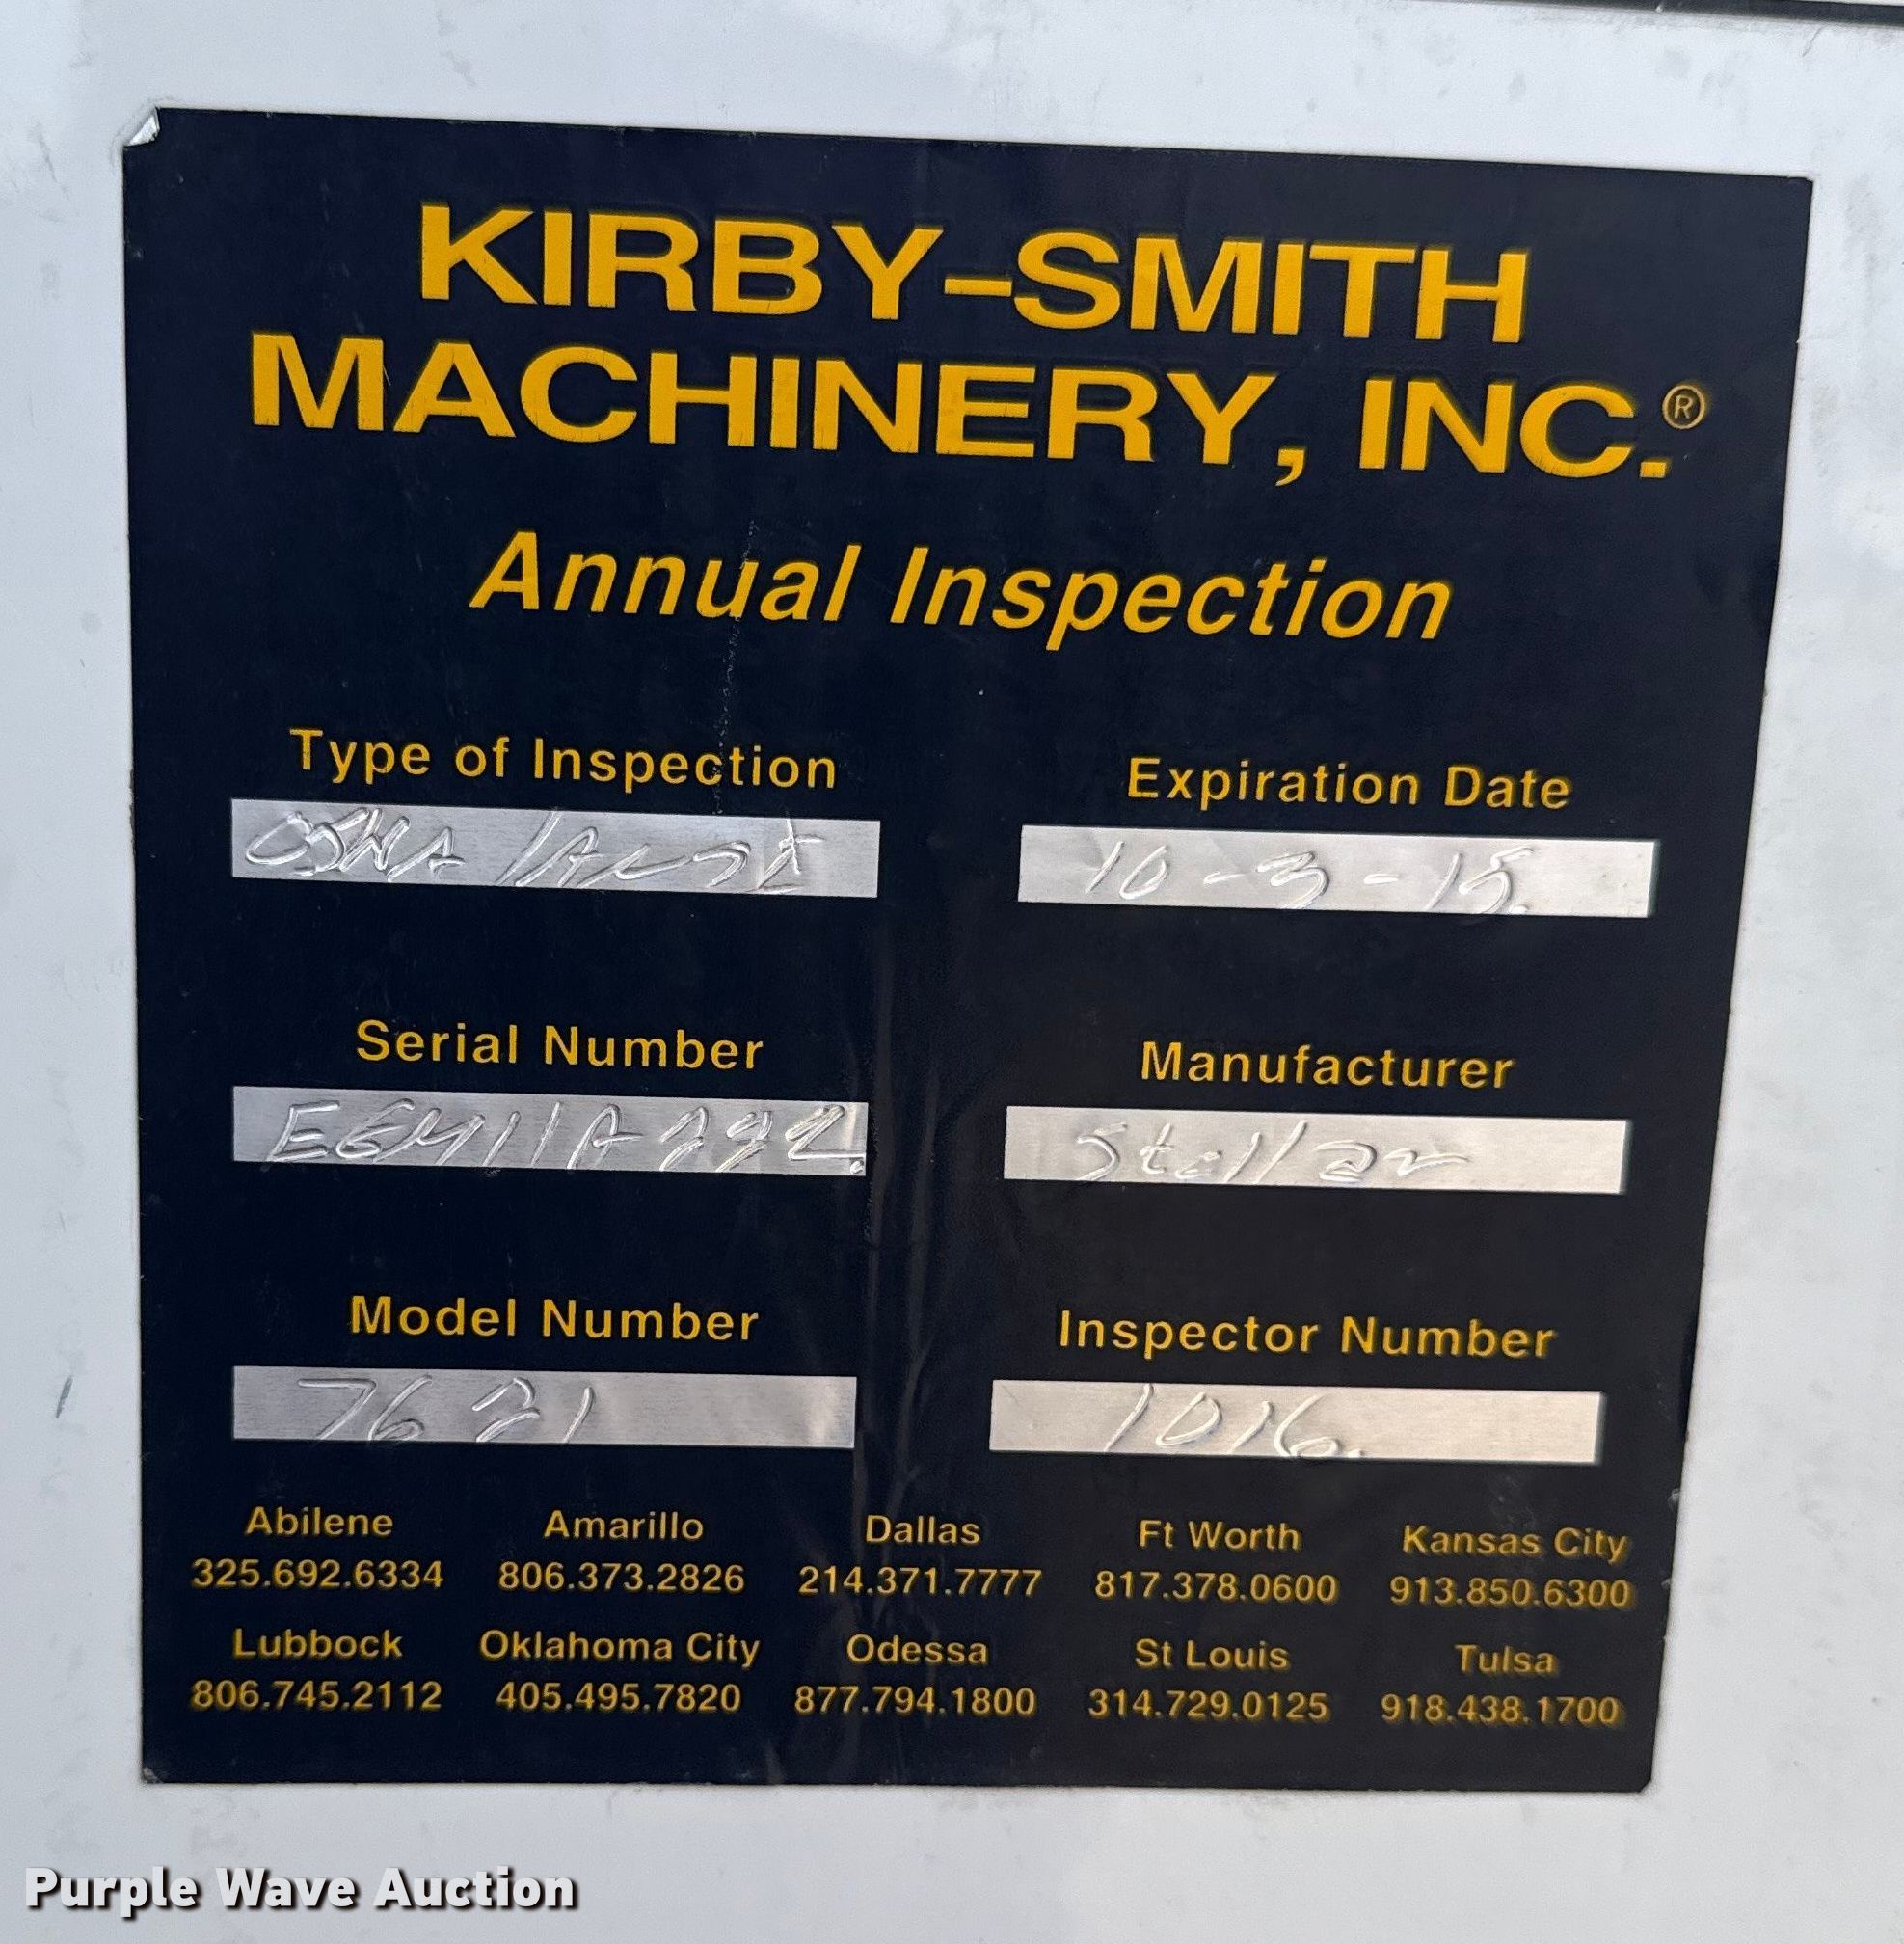 KIRBY–SMITH
MACHINERY, INC.®
Annual Inspection
Type of Inspection Expiration Date
OSHA / 10-3-15
Serial Number Manufacturer
Stellar
Model Number Inspector Number
7621 1016.
Abilene Amarillo Dallas Ft Worth Kansas City
325.692.6334 806.373.2826 214.371.7777 817.378.0600 913.850.6300
Lubbock Oklahoma City Odessa St Louis Tulsa
806.745.2112 405.495.7820 877.794.1800 314.729.0125 918.438.1700
Purple Wave Auction